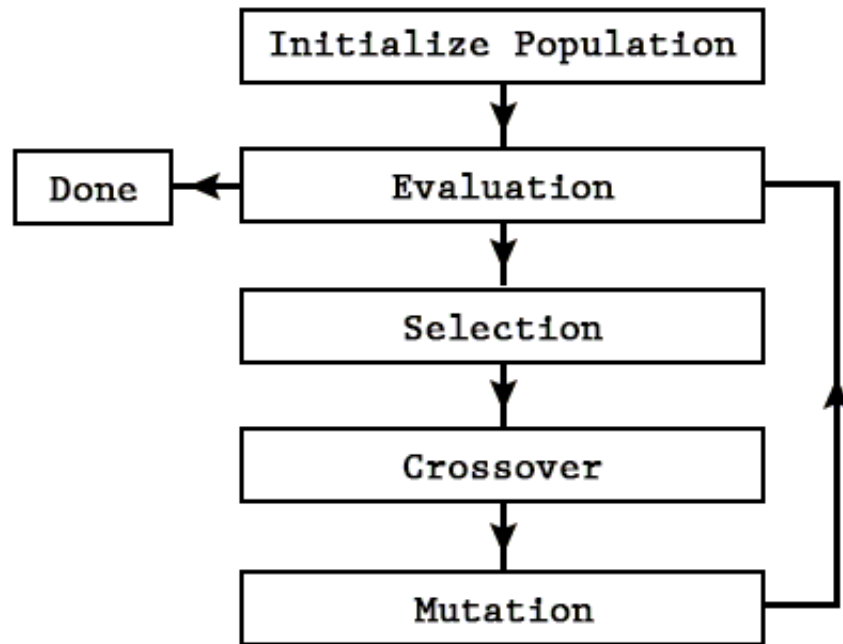 Initialize Population
Done
Evaluation
Selection
Crossover
Mutation